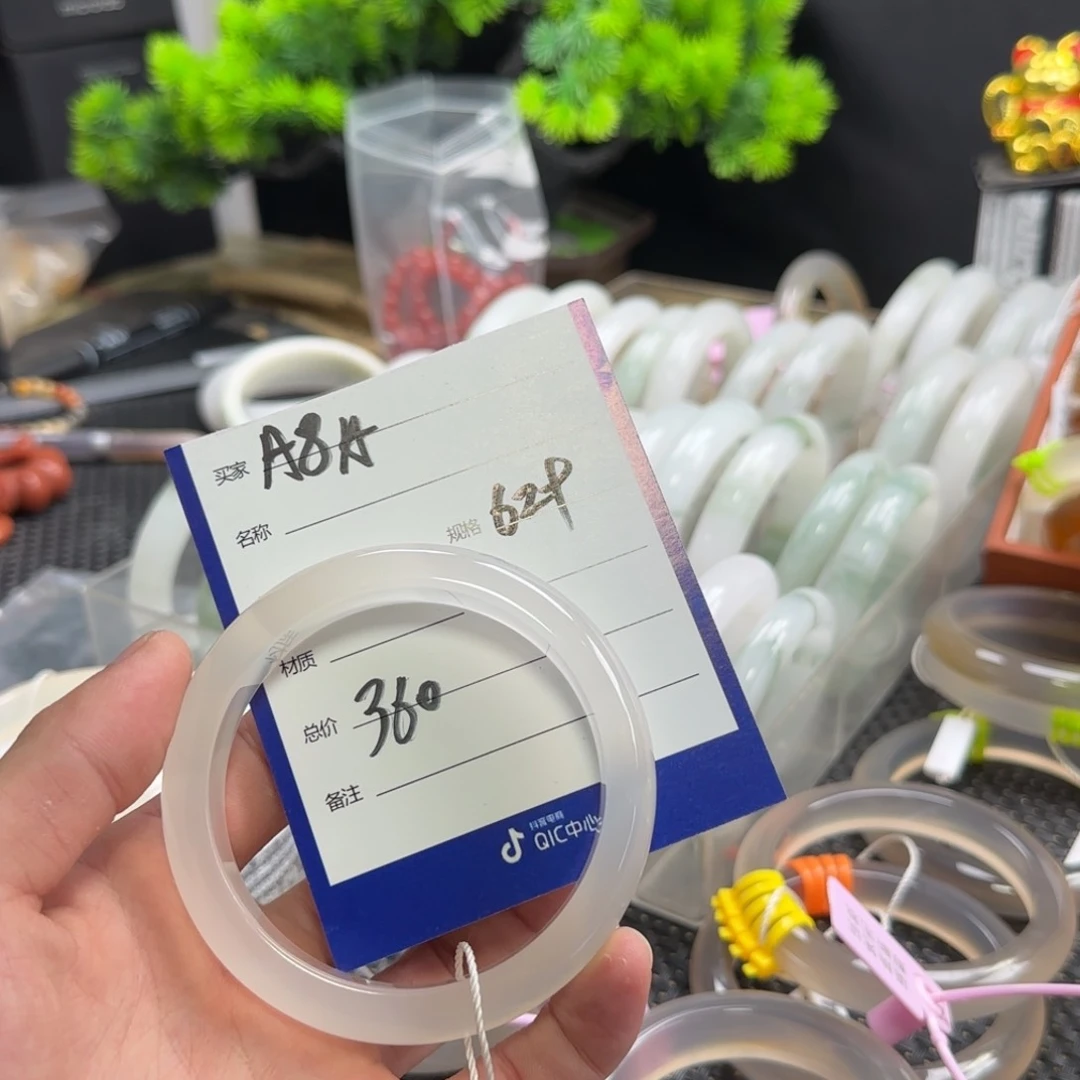 买家 A8A
名称
规格 62
材质
总价 360
备注
抖音电商
QIC中心